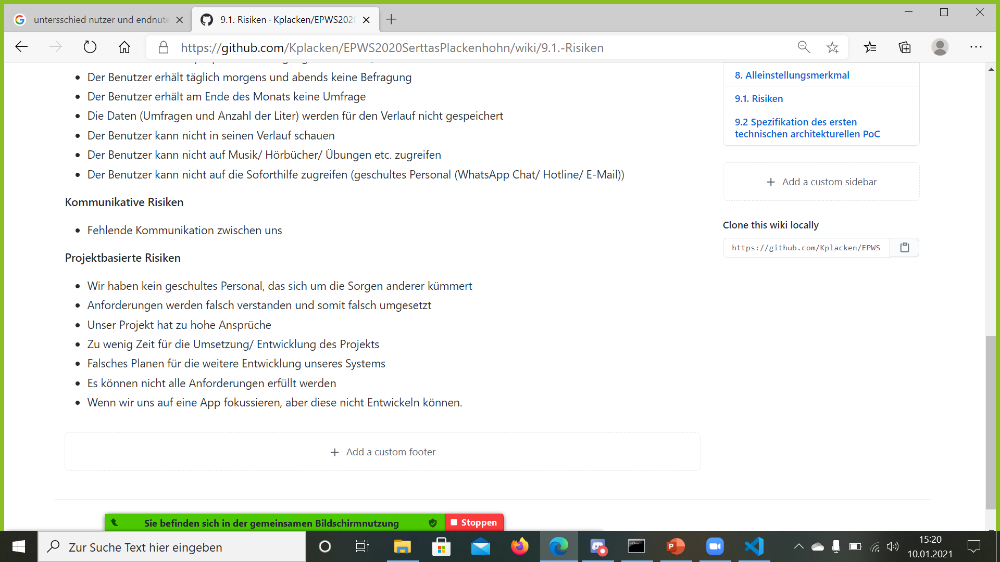 untersschied nutzer und endnute
9.1. Risiken · Kplacken/EPWS202
https://github.com/Kplacken/EPWS2020SerttasPlackenhohn/wiki/9.1.-Risiken
Der Benutzer erhält täglich morgens und abends keine Befragung
Der Benutzer erhält am Ende des Monats keine Umfrage
Die Daten (Umfragen und Anzahl der Liter) werden für den Verlauf nicht gespeichert
Der Benutzer kann nicht in seinen Verlauf schauen
Der Benutzer kann nicht auf Musik/ Hörbücher/ Übungen etc. zugreifen
Der Benutzer kann nicht auf die Soforthilfe zugreifen (geschultes Personal (WhatsApp Chat/ Hotline/ E-Mail))
Kommunikative Risiken
Fehlende Kommunikation zwischen uns
Projektbasierte Risiken
Wir haben kein geschultes Personal, das sich um die Sorgen anderer kümmert
Anforderungen werden falsch verstanden und somit falsch umgesetzt
Unser Projekt hat zu hohe Ansprüche
Zu wenig Zeit für die Umsetzung/ Entwicklung des Projekts
Falsches Planen für die weitere Entwicklung unseres Systems
Es können nicht alle Anforderungen erfüllt werden
Wenn wir uns auf eine App fokussieren, aber diese nicht Entwickeln können.
Add a custom footer
8. Alleinstellungsmerkmal
9.1. Risiken
9.2 Spezifikation des ersten
technischen architekturellen PoC
Add a custom sidebar
Clone this wiki locally
https://github.com/Kplacken/EPWS
Sie befinden sich in der gemeinsamen Bildschirmnutzung
Stoppen
Zur Suche Text hier eingeben
15:20
10.01.2021